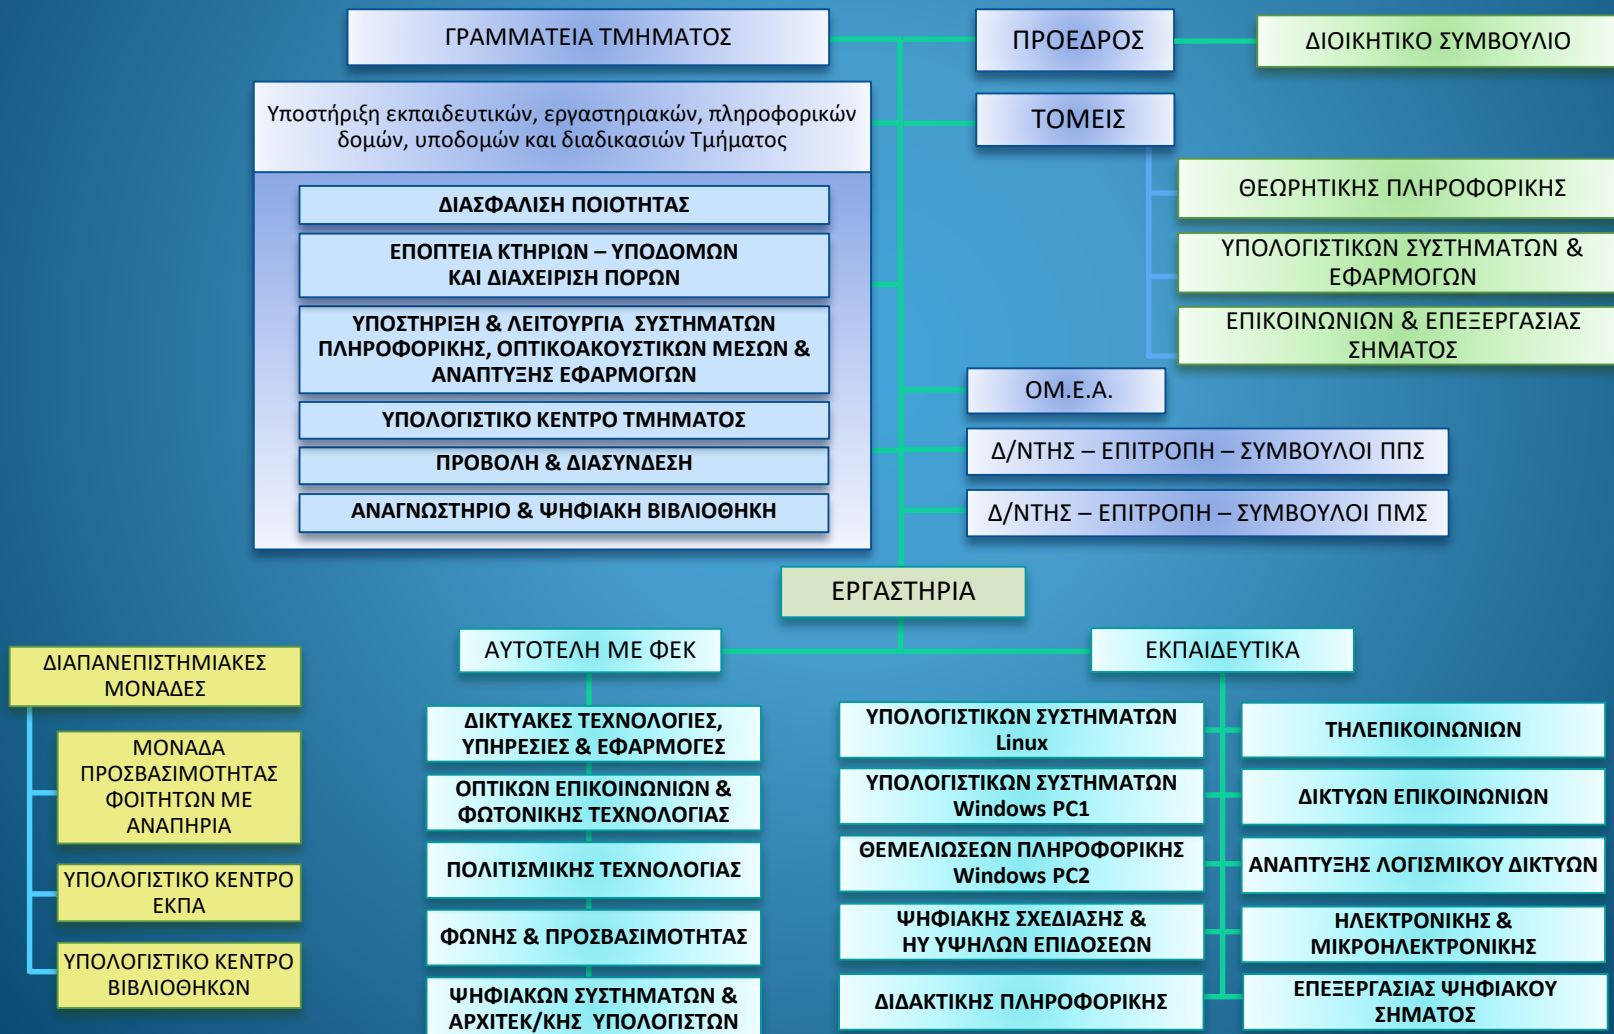 ΓΡΑΜΜΑΤΕΙΑ ΤΜΗΜΑΤΟΣ
ΠΡΟΕΔΡΟΣ
ΔΙΟΙΚΗΤΙΚΟ ΣΥΜΒΟΥΛΙΟ
Υποστήριξη εκπαιδευτικών, εργαστηριακών, πληροφορικών
δομών, υποδομών και διαδικασιών Τμήματος
ΔΙΑΣΦΑΛΙΣΗ ΠΟΙΟΤΗΤΑΣ
ΕΠΟΠΤΕΙΑ ΚΤΗΡΙΩΝ – ΥΠΟΔΟΜΩΝ
ΚΑΙ ΔΙΑΧΕΙΡΙΣΗ ΠΟΡΩΝ
ΥΠΟΣΤΗΡΙΞΗ & ΛΕΙΤΟΥΡΓΙΑ ΣΥΣΤΗΜΑΤΩΝ
ΠΛΗΡΟΦΟΡΙΚΗΣ, ΟΠΤΙΚΟΑΚΟΥΣΤΙΚΩΝ ΜΕΣΩΝ &
ΑΝΑΠΤΥΞΗΣ ΕΦΑΡΜΟΓΩΝ
ΥΠΟΛΟΓΙΣΤΙΚΟ ΚΕΝΤΡΟ ΤΜΗΜΑΤΟΣ
ΠΡΟΒΟΛΗ & ΔΙΑΣΥΝΔΕΣΗ
ΑΝΑΓΝΩΣΤΗΡΙΟ & ΨΗΦΙΑΚΗ ΒΙΒΛΙΟΘΗΚΗ
ΤΟΜΕΙΣ
ΘΕΩΡΗΤΙΚΗΣ ΠΛΗΡΟΦΟΡΙΚΗΣ
ΥΠΟΛΟΓΙΣΤΙΚΩΝ ΣΥΣΤΗΜΑΤΩΝ &
ΕΦΑΡΜΟΓΩΝ
ΕΠΙΚΟΙΝΩΝΙΩΝ & ΕΠΕΞΕΡΓΑΣΙΑΣ
ΣΗΜΑΤΟΣ
ΟΜ.Ε.Α.
Δ/ΝΤΗΣ – ΕΠΙΤΡΟΠΗ – ΣΥΜΒΟΥΛΟΙ ΠΠΣ
Δ/ΝΤΗΣ – ΕΠΙΤΡΟΠΗ – ΣΥΜΒΟΥΛΟΙ ΠΜΣ
ΕΡΓΑΣΤΗΡΙΑ
ΔΙΑΠΑΝΕΠΙΣΤΗΜΙΑΚΕΣ
ΜΟΝΑΔΕΣ
ΜΟΝΑΔΑ
ΠΡΟΣΒΑΣΙΜΟΤΗΤΑΣ
ΦΟΙΤΗΤΩΝ ΜΕ
ΑΝΑΠΗΡΙΑ
ΥΠΟΛΟΓΙΣΤΙΚΟ ΚΕΝΤΡΟ
ΕΚΠΑ
ΥΠΟΛΟΓΙΣΤΙΚΟ ΚΕΝΤΡΟ
ΒΙΒΛΙΟΘΗΚΩΝ
ΑΥΤΟΤΕΛΗ ΜΕ ΦΕΚ
ΔΙΚΤΥΑΚΕΣ ΤΕΧΝΟΛΟΓΙΕΣ,
ΥΠΗΡΕΣΙΕΣ & ΕΦΑΡΜΟΓΕΣ
ΟΠΤΙΚΩΝ ΕΠΙΚΟΙΝΩΝΙΩΝ &
ΦΩΤΟΝΙΚΗΣ ΤΕΧΝΟΛΟΓΙΑΣ
ΠΟΛΙΤΙΣΜΙΚΗΣ ΤΕΧΝΟΛΟΓΙΑΣ
ΦΩΝΗΣ & ΠΡΟΣΒΑΣΙΜΟΤΗΤΑΣ
ΨΗΦΙΑΚΩΝ ΣΥΣΤΗΜΑΤΩΝ &
ΑΡΧΙΤΕΚ/ΚΗΣ ΥΠΟΛΟΓΙΣΤΩΝ
ΕΚΠΑΙΔΕΥΤΙΚΑ
ΥΠΟΛΟΓΙΣΤΙΚΩΝ ΣΥΣΤΗΜΑΤΩΝ
Linux
ΥΠΟΛΟΓΙΣΤΙΚΩΝ ΣΥΣΤΗΜΑΤΩΝ
Windows PC1
ΘΕΜΕΛΙΩΣΕΩΝ ΠΛΗΡΟΦΟΡΙΚΗΣ
Windows PC2
ΨΗΦΙΑΚΗΣ ΣΧΕΔΙΑΣΗΣ &
ΗΥ ΥΨΗΛΩΝ ΕΠΙΔΟΣΕΩΝ
ΔΙΔΑΚΤΙΚΗΣ ΠΛΗΡΟΦΟΡΙΚΗΣ
ΤΗΛΕΠΙΚΟΙΝΩΝΙΩΝ
ΔΙΚΤΥΩΝ ΕΠΙΚΟΙΝΩΝΙΩΝ
ΑΝΑΠΤΥΞΗΣ ΛΟΓΙΣΜΙΚΟΥ ΔΙΚΤΥΩΝ
ΗΛΕΚΤΡΟΝΙΚΗΣ &
ΜΙΚΡΟΗΛΕΚΤΡΟΝΙΚΗΣ
ΕΠΕΞΕΡΓΑΣΙΑΣ ΨΗΦΙΑΚΟΥ
ΣΗΜΑΤΟΣ